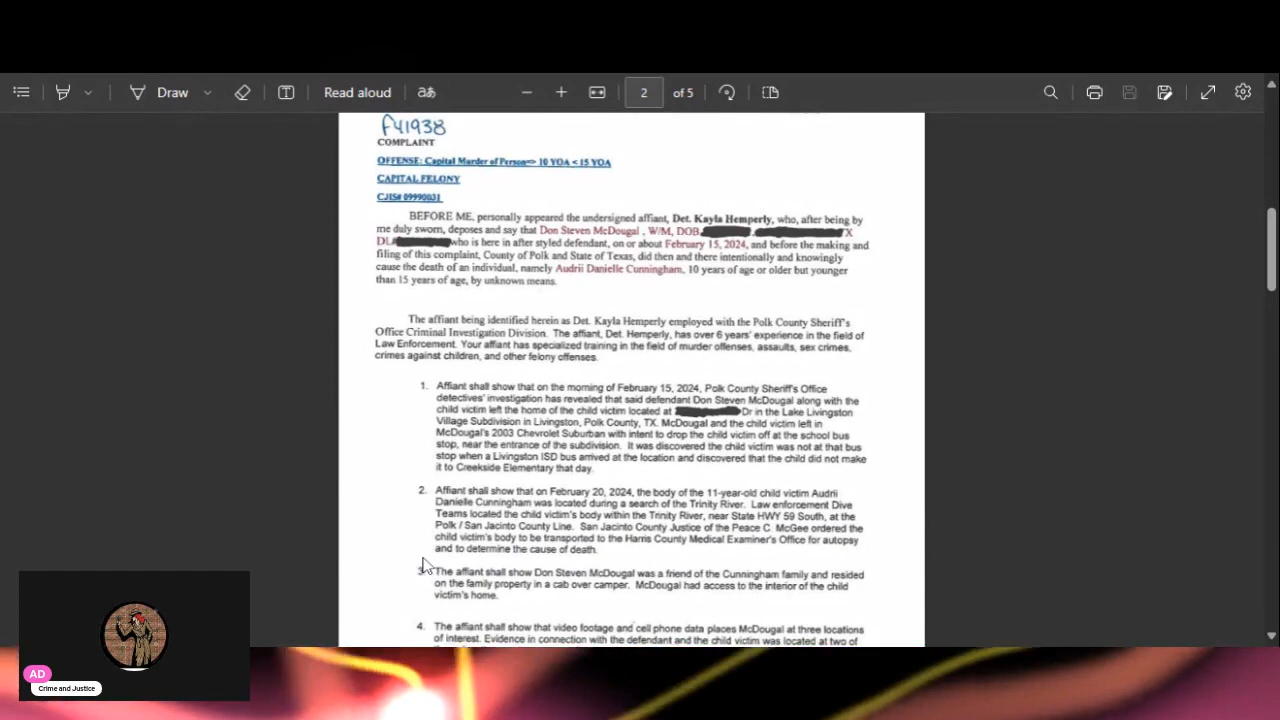 Draw
Read aloud
aあ
2
of 5
F41938
COMPLAINT
OFFENSE: Capital Murder of Person=> 10 YOA < 15 YOA
CAPITAL FELONY
CJIS# 09990031
BEFORE ME, personally appeared the undersigned affiant, Det. Kayla Hemperly, who, after being by
me duly sworn, deposes and say that Don Steven McDougal , W/M, DOB
TX
DL# who is here in after styled defendant, on or about February 15, 2024, and before the making and
filing of this complaint, County of Polk and State of Texas, did then and there intentionally and knowingly
cause the death of an individual, namely Audrii Danielle Cunningham, 10 years of age or older but younger
than 15 years of age, by unknown means.
The affiant being identified herein as Det. Kayla Hemperly employed with the Polk County Sheriff's
Office Criminal Investigation Division. The affiant, Det. Hemperly, has over 6 years' experience in the field of
Law Enforcement. Your affiant has specialized training in the field of murder offenses, assaults, sex crimes,
crimes against children, and other felony offenses.
1. Affiant shall show that on the morning of February 15, 2024, Polk County Sheriff's Office
detectives' investigation has revealed that said defendant Don Steven McDougal along with the
child victim left the home of the child victim located at Dr in the Lake Livingston
Village Subdivision in Livingston, Polk County, TX. McDougal and the child victim left in
McDougal's 2003 Chevrolet Suburban with intent to drop the child victim off at the school bus
stop, near the entrance of the subdivision. It was discovered the child victim was not at that bus
stop when a Livingston ISD bus arrived at the location and discovered that the child did not make
it to Creekside Elementary that day.
2. Affiant shall show that on February 20, 2024, the body of the 11-year-old child victim Audrii
Danielle Cunningham was located during a search of the Trinity River. Law enforcement Dive
Teams located the child victim's body within the Trinity River, near State HWY 59 South, at the
Polk / San Jacinto County Line. San Jacinto County Justice of the Peace C McGee ordered the
child victim's body to be transported to the Harris County Medical Examiner's Office for autopsy
and to determine the cause of death.
3. The affiant shall show Don Steven McDougal was a friend of the Cunningham family and resided
on the family property in a cab over camper. McDougal had access to the interior of the child
victim's home.
4. The affiant shall show that video footage and cell phone data places McDougal at three locations
of interest. Evidence in connection with the defendant and the child victim was located at two of
AD
Crime and Justice